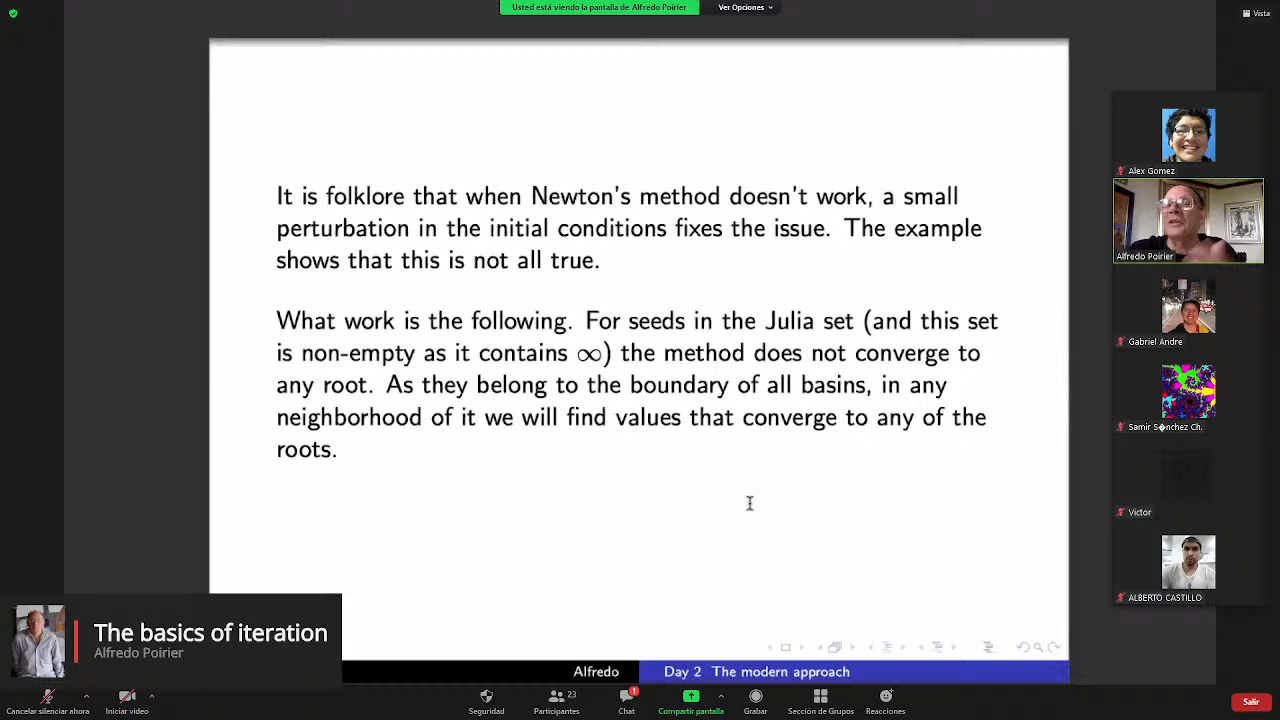 Usted está viendo la pantalla de Alfredo Poirier
Ver Opciones
Vista
It is folklore that when Newton's method doesn't work, a small
perturbation in the initial conditions fixes the issue. The example
shows that this is not all true.
What work is the following. For seeds in the Julia set (and this set
is non-empty as it contains ∞) the method does not converge to
any root. As they belong to the boundary of all basins, in any
neighborhood of it we will find values that converge to any of the
roots.
Alex Gomez
Alfredo Poirier
Gabriel Andre
Samir S�nchez Ch.
Victor
ALBERTO CASTILLO
The basics of iteration
Alfredo Poirier
Alfredo
Day 2 The modern approach
Cancelar silenciar ahora
Iniciar video
Seguridad
23
Participantes
1
Chat
Compartir pantalla
Grabar
Sección de Grupos
Reacciones
Salir